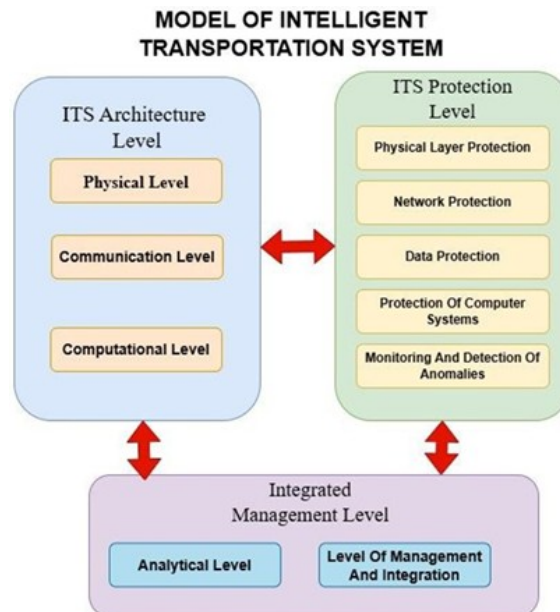 MODEL OF INTELLIGENT
TRANSPORTATION SYSTEM
ITS Architecture
Level
Physical Level
Communication Level
Computational Level
ITS Protection
Level
Physical Layer Protection
Network Protection
Data Protection
Protection Of Computer
Systems
Monitoring And Detection Of
Anomalies
Integrated
Management Level
Analytical Level
Level Of Management
And Integration